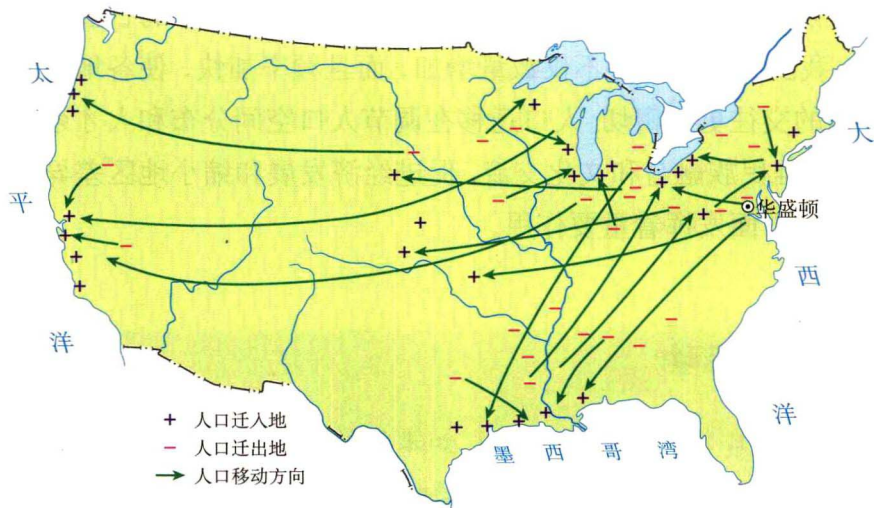 太
平
洋
大
西
洋
华盛顿
墨西哥湾
+ 人口迁入地
− 人口迁出地
→ 人口移动方向